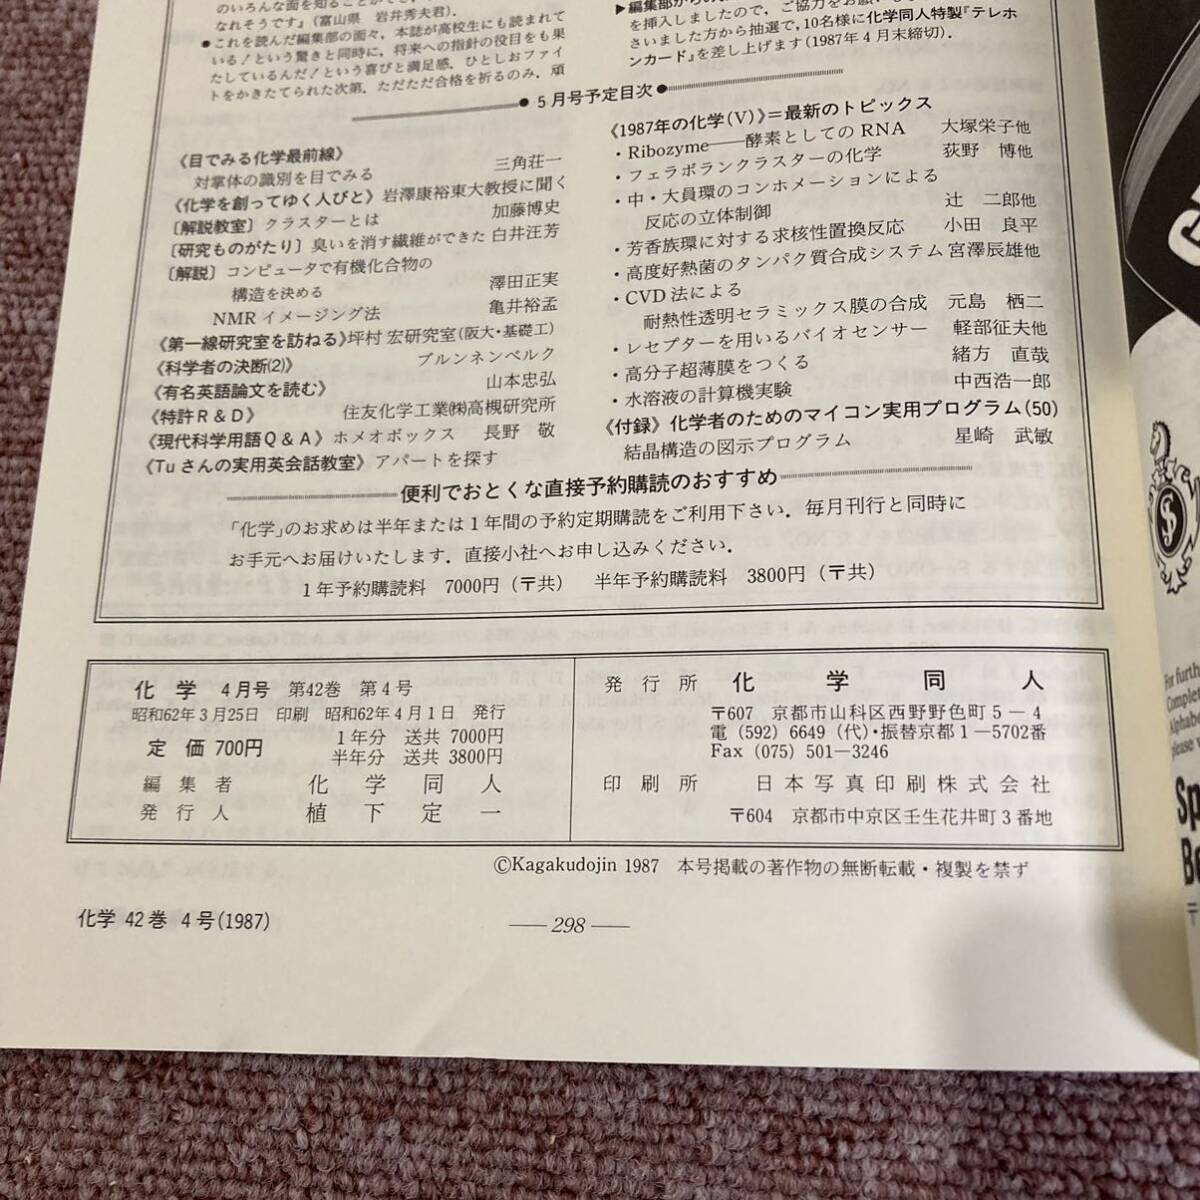 のいろんな面を知ることができ
なれそうです』(富山県 岩井秀夫君).
●これを読んだ編集部の面々，本誌が高校生にも読まれて
いる！という驚きと同時に，将来への指針の役目をも果
たしているんだ！という喜びと満足感．ひとしおファイ
トをかきたてられた次第．ただただ合格を祈るのみ．頑
▶編集部からの
を挿入しましたので，ご協力をお願い
さいました方から抽選で，10名様に化学同人特製『テレホ
ンカード』を差し上げます(1987年4月末締切).
● 5月号予定目次 ●
《目でみる化学最前線》
対掌体の識別を目でみる 三角荘一
《化学を創ってゆく人びと》岩澤康裕東大教授に聞く
〔解説教室〕クラスターとは 加藤博史
〔研究ものがたり〕臭いを消す繊維ができた 白井汪芳
〔解説〕コンピュータで有機化合物の
構造を決める 澤田正実
NMRイメージング法 亀井裕孟
《第一線研究室を訪ねる》坪村 宏研究室(阪大・基礎工)
《科学者の決断(2)》 ブルンネンベルク
《有名英語論文を読む》 山本忠弘
《特許R&D》 住友化学工業㈱高槻研究所
《現代科学用語Q&A》ホメオボックス 長野 敬
《Tuさんの実用英会話教室》アパートを探す
《1987年の化学(V)》＝最新のトピックス
・Ribozyme──酵素としてのRNA 大塚栄子他
・フェラボランクラスターの化学 荻野 博他
・中・大員環のコンホメーションによる
反応の立体制御 辻 二郎他
・芳香族環に対する求核性置換反応 小田 良平
・高度好熱菌のタンパク質合成システム 宮澤辰雄他
・CVD法による
耐熱性透明セラミックス膜の合成 元島 栖二
・レセプターを用いるバイオセンサー 軽部征夫他
・高分子超薄膜をつくる 緒方 直哉
・水溶液の計算機実験 中西浩一郎
《付録》化学者のためのマイコン実用プログラム(50)
結晶構造の図示プログラム 星崎 武敏
便利でおとくな直接予約購読のおすすめ
「化学」のお求めは半年または1年間の予約定期購読をご利用下さい．毎月刊行と同時に
お手元へお届けいたします．直接小社へお申し込みください．
1年予約購読料 7000円(〒共) 半年予約購読料 3800円(〒共)
化学 4月号 第42巻 第4号
昭和62年3月25日 印刷 昭和62年4月1日 発行
定価 700円 1年分 送共 7000円
半年分 送共 3800円
編集者 化学同人
発行人 植下定一
発行所 化学同人
〒607 京都市山科区西野野色町5-4
電(592)6649(代)・振替京都1-5702番
Fax (075) 501-3246
印刷所 日本写真印刷株式会社
〒604 京都市中京区壬生花井町3番地
©Kagakudojin 1987 本号掲載の著作物の無断転載・複製を禁ず
化学 42巻 4号(1987)
— 298 —
For furth
Comple
Alphabe
please v
Sp
Be
〒